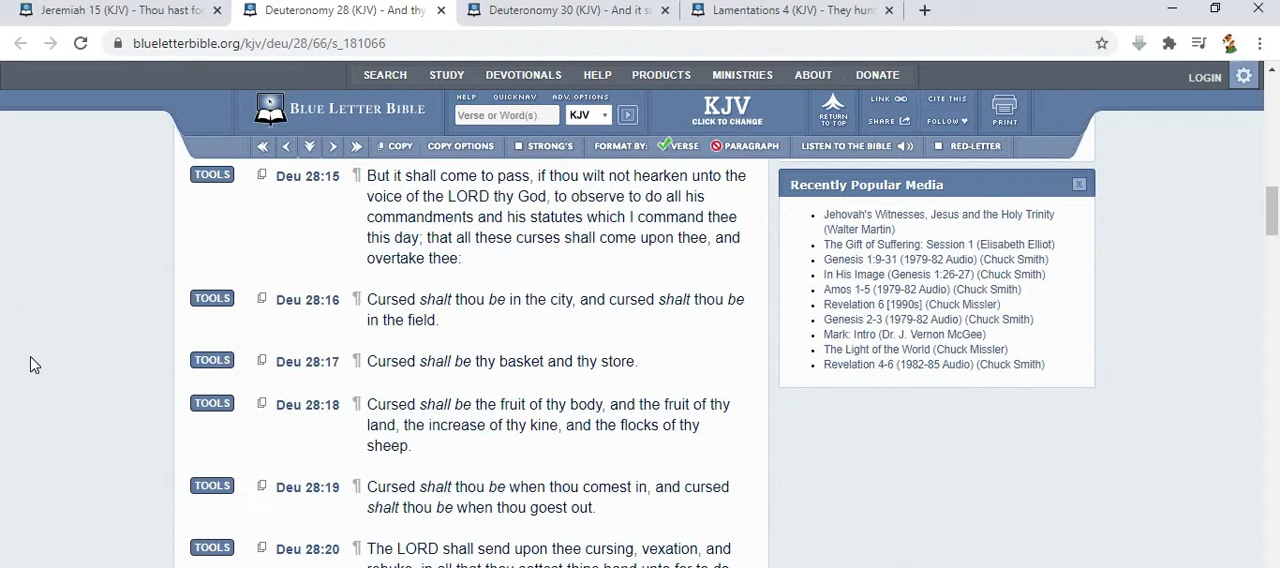 Jeremiah 15 (KJV) - Thou hast fo
Deuteronomy 28 (KJV) - And thy
Deuteronomy 30 (KJV) - And it s
Lamentations 4 (KJV) - They hun
blueletterbible.org/kjv/deu/28/66/s_181066
SEARCH STUDY DEVOTIONALS HELP PRODUCTS MINISTRIES ABOUT DONATE LOGIN
BLUE LETTER BIBLE
HELP QUICKNAV ADV. OPTIONS
Verse or Word(s) KJV
KJV
CLICK TO CHANGE
RETURN
TO TOP
LINK CITE THIS
SHARE FOLLOW
PRINT
COPY COPY OPTIONS STRONG'S FORMAT BY: VERSE PARAGRAPH LISTEN TO THE BIBLE RED-LETTER
TOOLS Deu 28:15 ¶ But it shall come to pass, if thou wilt not hearken unto the
voice of the LORD thy God, to observe to do all his
commandments and his statutes which I command thee
this day; that all these curses shall come upon thee, and
overtake thee:
TOOLS Deu 28:16 ¶ Cursed shalt thou be in the city, and cursed shalt thou be
in the field.
TOOLS Deu 28:17 ¶ Cursed shall be thy basket and thy store.
TOOLS Deu 28:18 ¶ Cursed shall be the fruit of thy body, and the fruit of thy
land, the increase of thy kine, and the flocks of thy
sheep.
TOOLS Deu 28:19 ¶ Cursed shalt thou be when thou comest in, and cursed
shalt thou be when thou goest out.
TOOLS Deu 28:20 ¶ The LORD shall send upon thee cursing, vexation, and
Recently Popular Media
Jehovah's Witnesses, Jesus and the Holy Trinity
(Walter Martin)
The Gift of Suffering: Session 1 (Elisabeth Elliot)
Genesis 1:9-31 (1979-82 Audio) (Chuck Smith)
In His Image (Genesis 1:26-27) (Chuck Smith)
Amos 1-5 (1979-82 Audio) (Chuck Smith)
Revelation 6 [1990s] (Chuck Missler)
Genesis 2-3 (1979-82 Audio) (Chuck Smith)
Mark: Intro (Dr. J. Vernon McGee)
The Light of the World (Chuck Missler)
Revelation 4-6 (1982-85 Audio) (Chuck Smith)